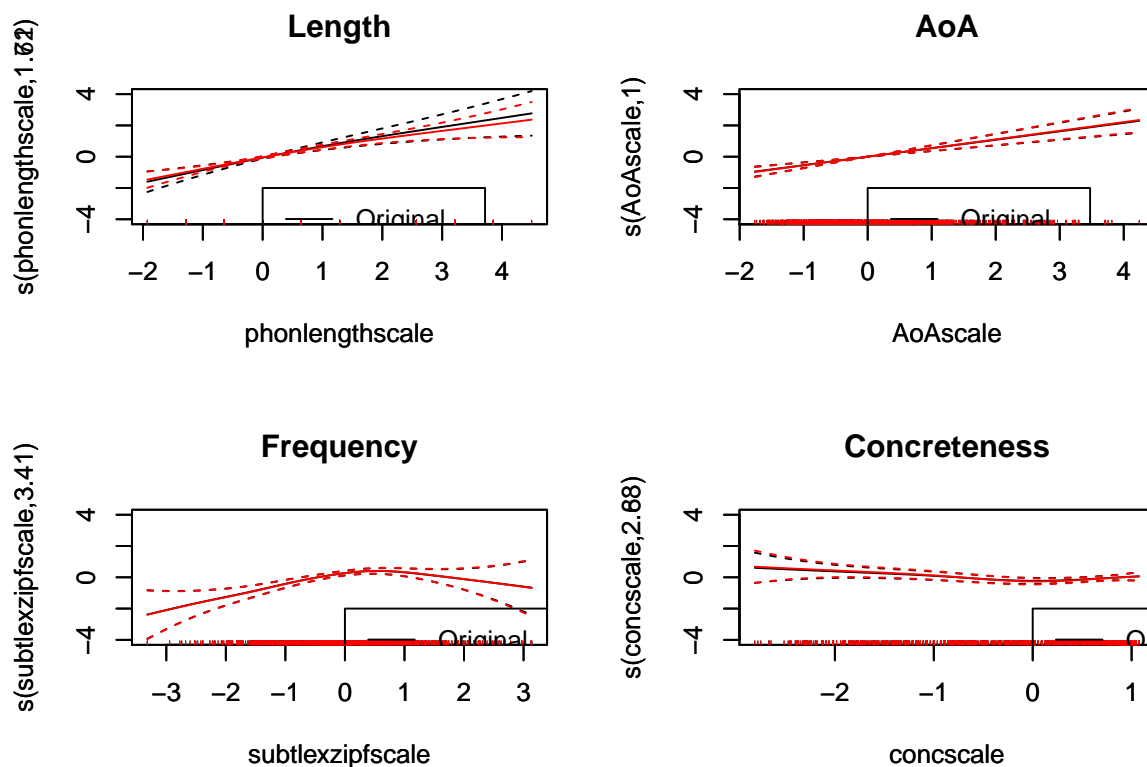 Length
s(phonlengthscale,1.
4
0
−4
Original
−2 −1 0 1 2 3 4
phonlengthscale
AoA
s(AoAscale,1)
4
0
−4
Original
−2 −1 0 1 2 3 4
AoAscale
Frequency
s(subtlexzipfscale,3.41)
4
0
−4
Original
−3 −2 −1 0 1 2 3
subtlexzipfscale
Concreteness
s(concscale,2.
4
0
−4
O
−2 −1 0 1
concscale